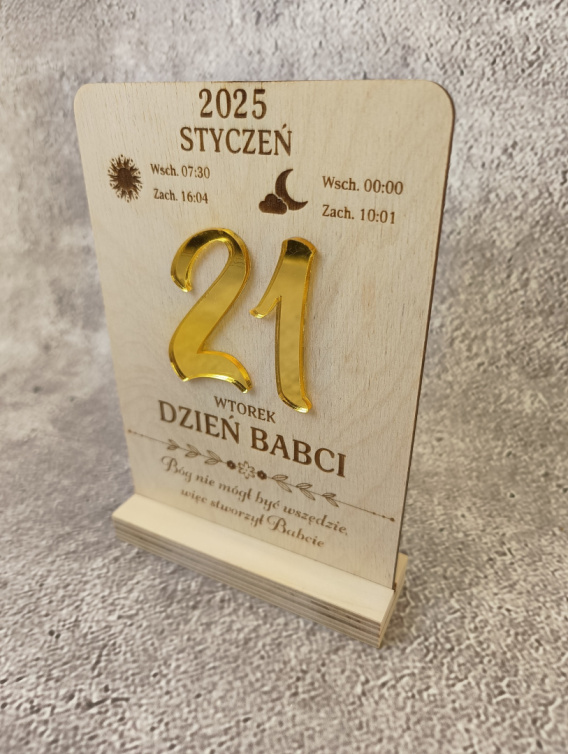 2025
STYCZEŃ
Wsch. 07:30
Zach. 16:04
Wsch. 00:00
Zach. 10:01
21
WTOREK
DZIEŃ BABCI
Bóg nie mógł być wszędzie,
więc stworzył Babcie